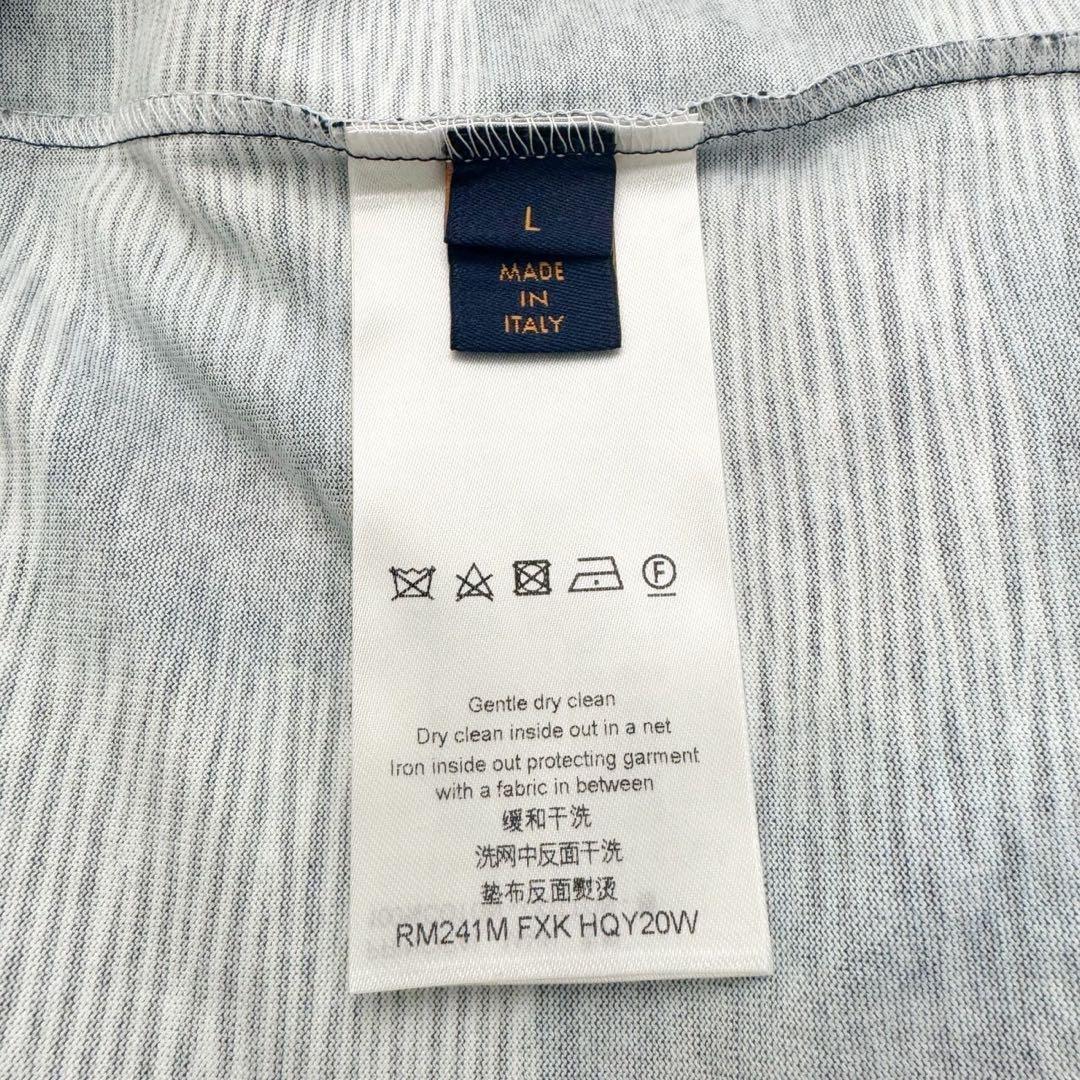 L
MADE
IN
ITALY
F
Gentle dry clean
Dry clean inside out in a net
Iron inside out protecting garment
with a fabric in between
缓和干洗
洗网中反面干洗
垫布反面熨烫
RM241M FXK HQY20W